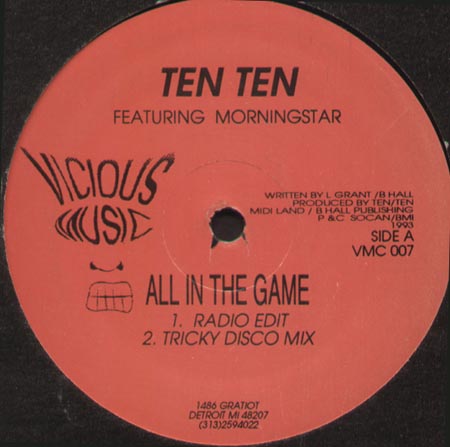 TEN TEN
FEATURING MORNINGSTAR
VICIOUS
MUSIC
WRITTEN BY L GRANT /B HALL
PRODUCED BY TEN/TEN
MIDI LAND / B HALL PUBLISHING
P & C SOCAN/BMI
1993
SIDE A
VMC 007
ALL IN THE GAME
1. RADIO EDIT
2. TRICKY DISCO MIX
1486 GRATIOT
DETROIT MI 48207
(313)2594022